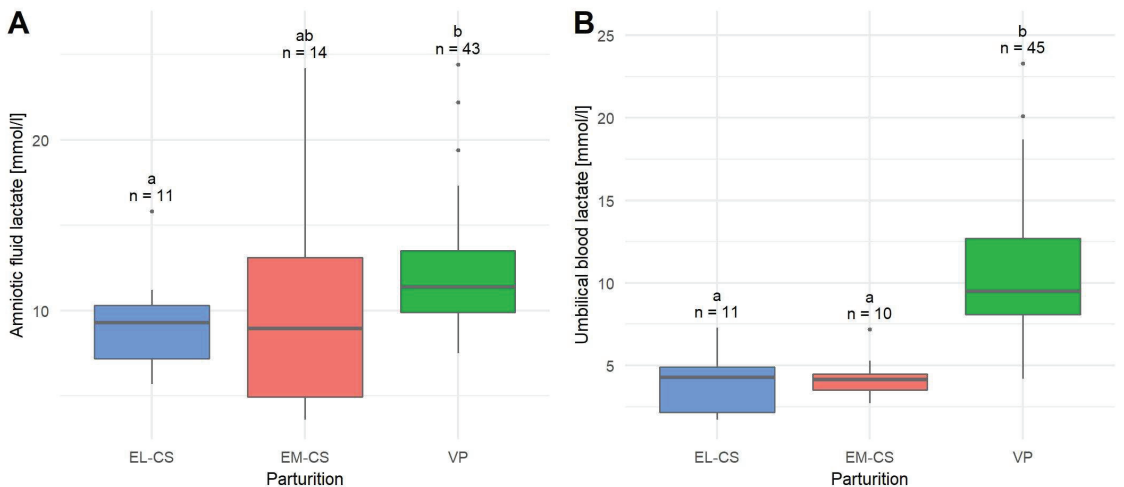 A
Amniotic fluid lactate [mmol/l]
20
10
a
n = 11
ab
n = 14
b
n = 43
EL-CS
EM-CS
VP
Parturition
B
Umbilical blood lactate [mmol/l]
25
20
15
10
5
a
n = 11
a
n = 10
b
n = 45
EL-CS
EM-CS
VP
Parturition